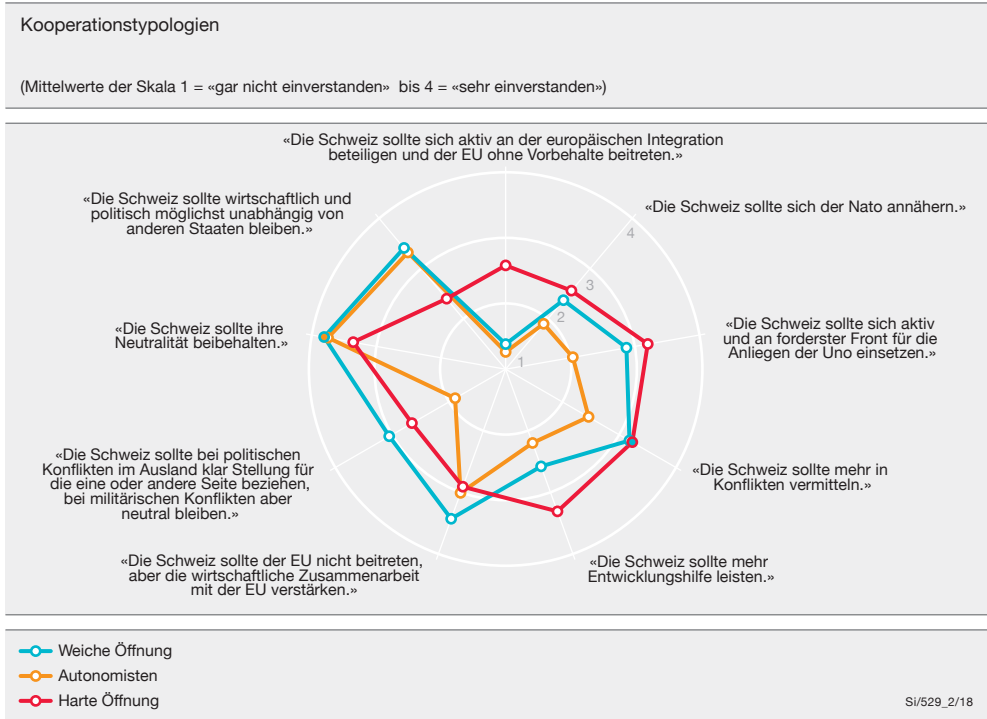 Kooperationstypologien
(Mittelwerte der Skala 1 = «gar nicht einverstanden» bis 4 = «sehr einverstanden»)
«Die Schweiz sollte sich aktiv an der europäischen Integration
beteiligen und der EU ohne Vorbehalte beitreten.»
«Die Schweiz sollte wirtschaftlich und
politisch möglichst unabhängig von
anderen Staaten bleiben.»
«Die Schweiz sollte sich der Nato annähern.»
4
3
2
1
«Die Schweiz sollte ihre
Neutralität beibehalten.»
«Die Schweiz sollte sich aktiv
und an forderster Front für die
Anliegen der Uno einsetzen.»
«Die Schweiz sollte bei politischen
Konflikten im Ausland klar Stellung für
die eine oder andere Seite beziehen,
bei militärischen Konflikten aber
neutral bleiben.»
«Die Schweiz sollte mehr in
Konflikten vermitteln.»
«Die Schweiz sollte der EU nicht beitreten,
aber die wirtschaftliche Zusammenarbeit
mit der EU verstärken.»
«Die Schweiz sollte mehr
Entwicklungshilfe leisten.»
Weiche Öffnung
Autonomisten
Harte Öffnung
Si/529_2/18